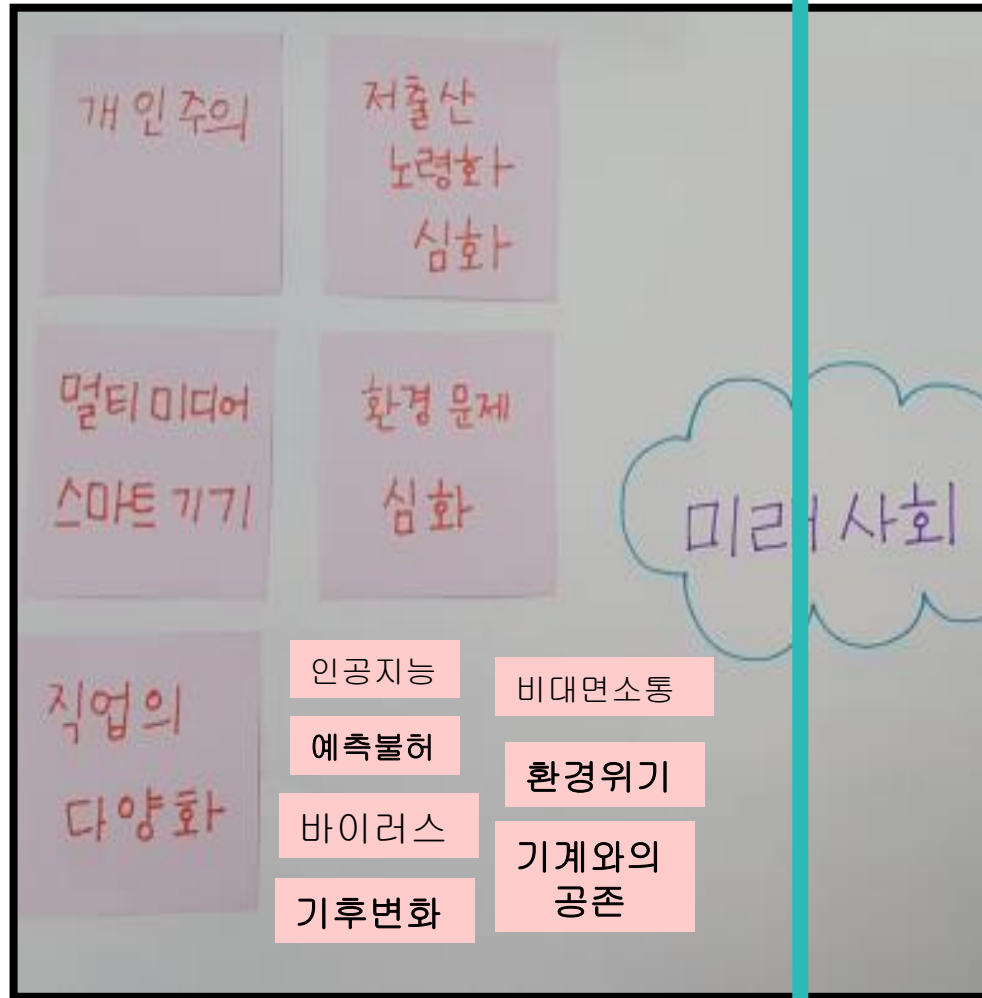 개인주의
저출산
노령화
심화
멀티미디어
스마트 기기
환경 문제
심화
미래 사회
직업의
다양화
인공지능
비대면소통
예측불허
환경위기
바이러스
기계와의
공존
기후변화